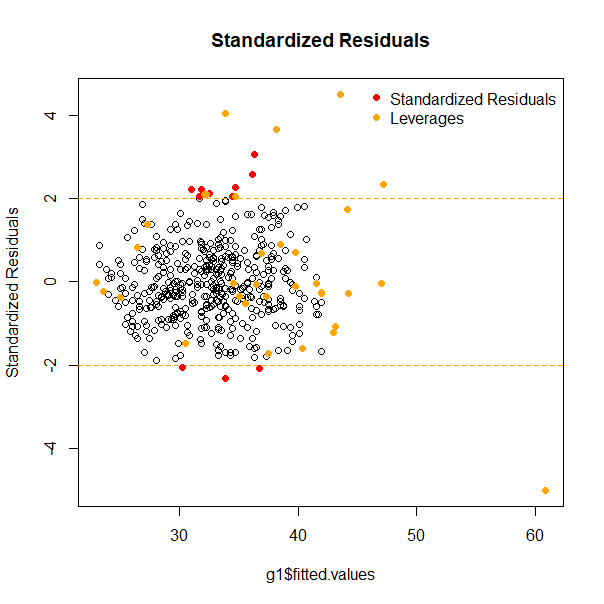 Standardized Residuals
Standardized Residuals
Leverages
4
2
0
-2
-4
Standardized Residuals
30
40
50
60
g1$fitted.values